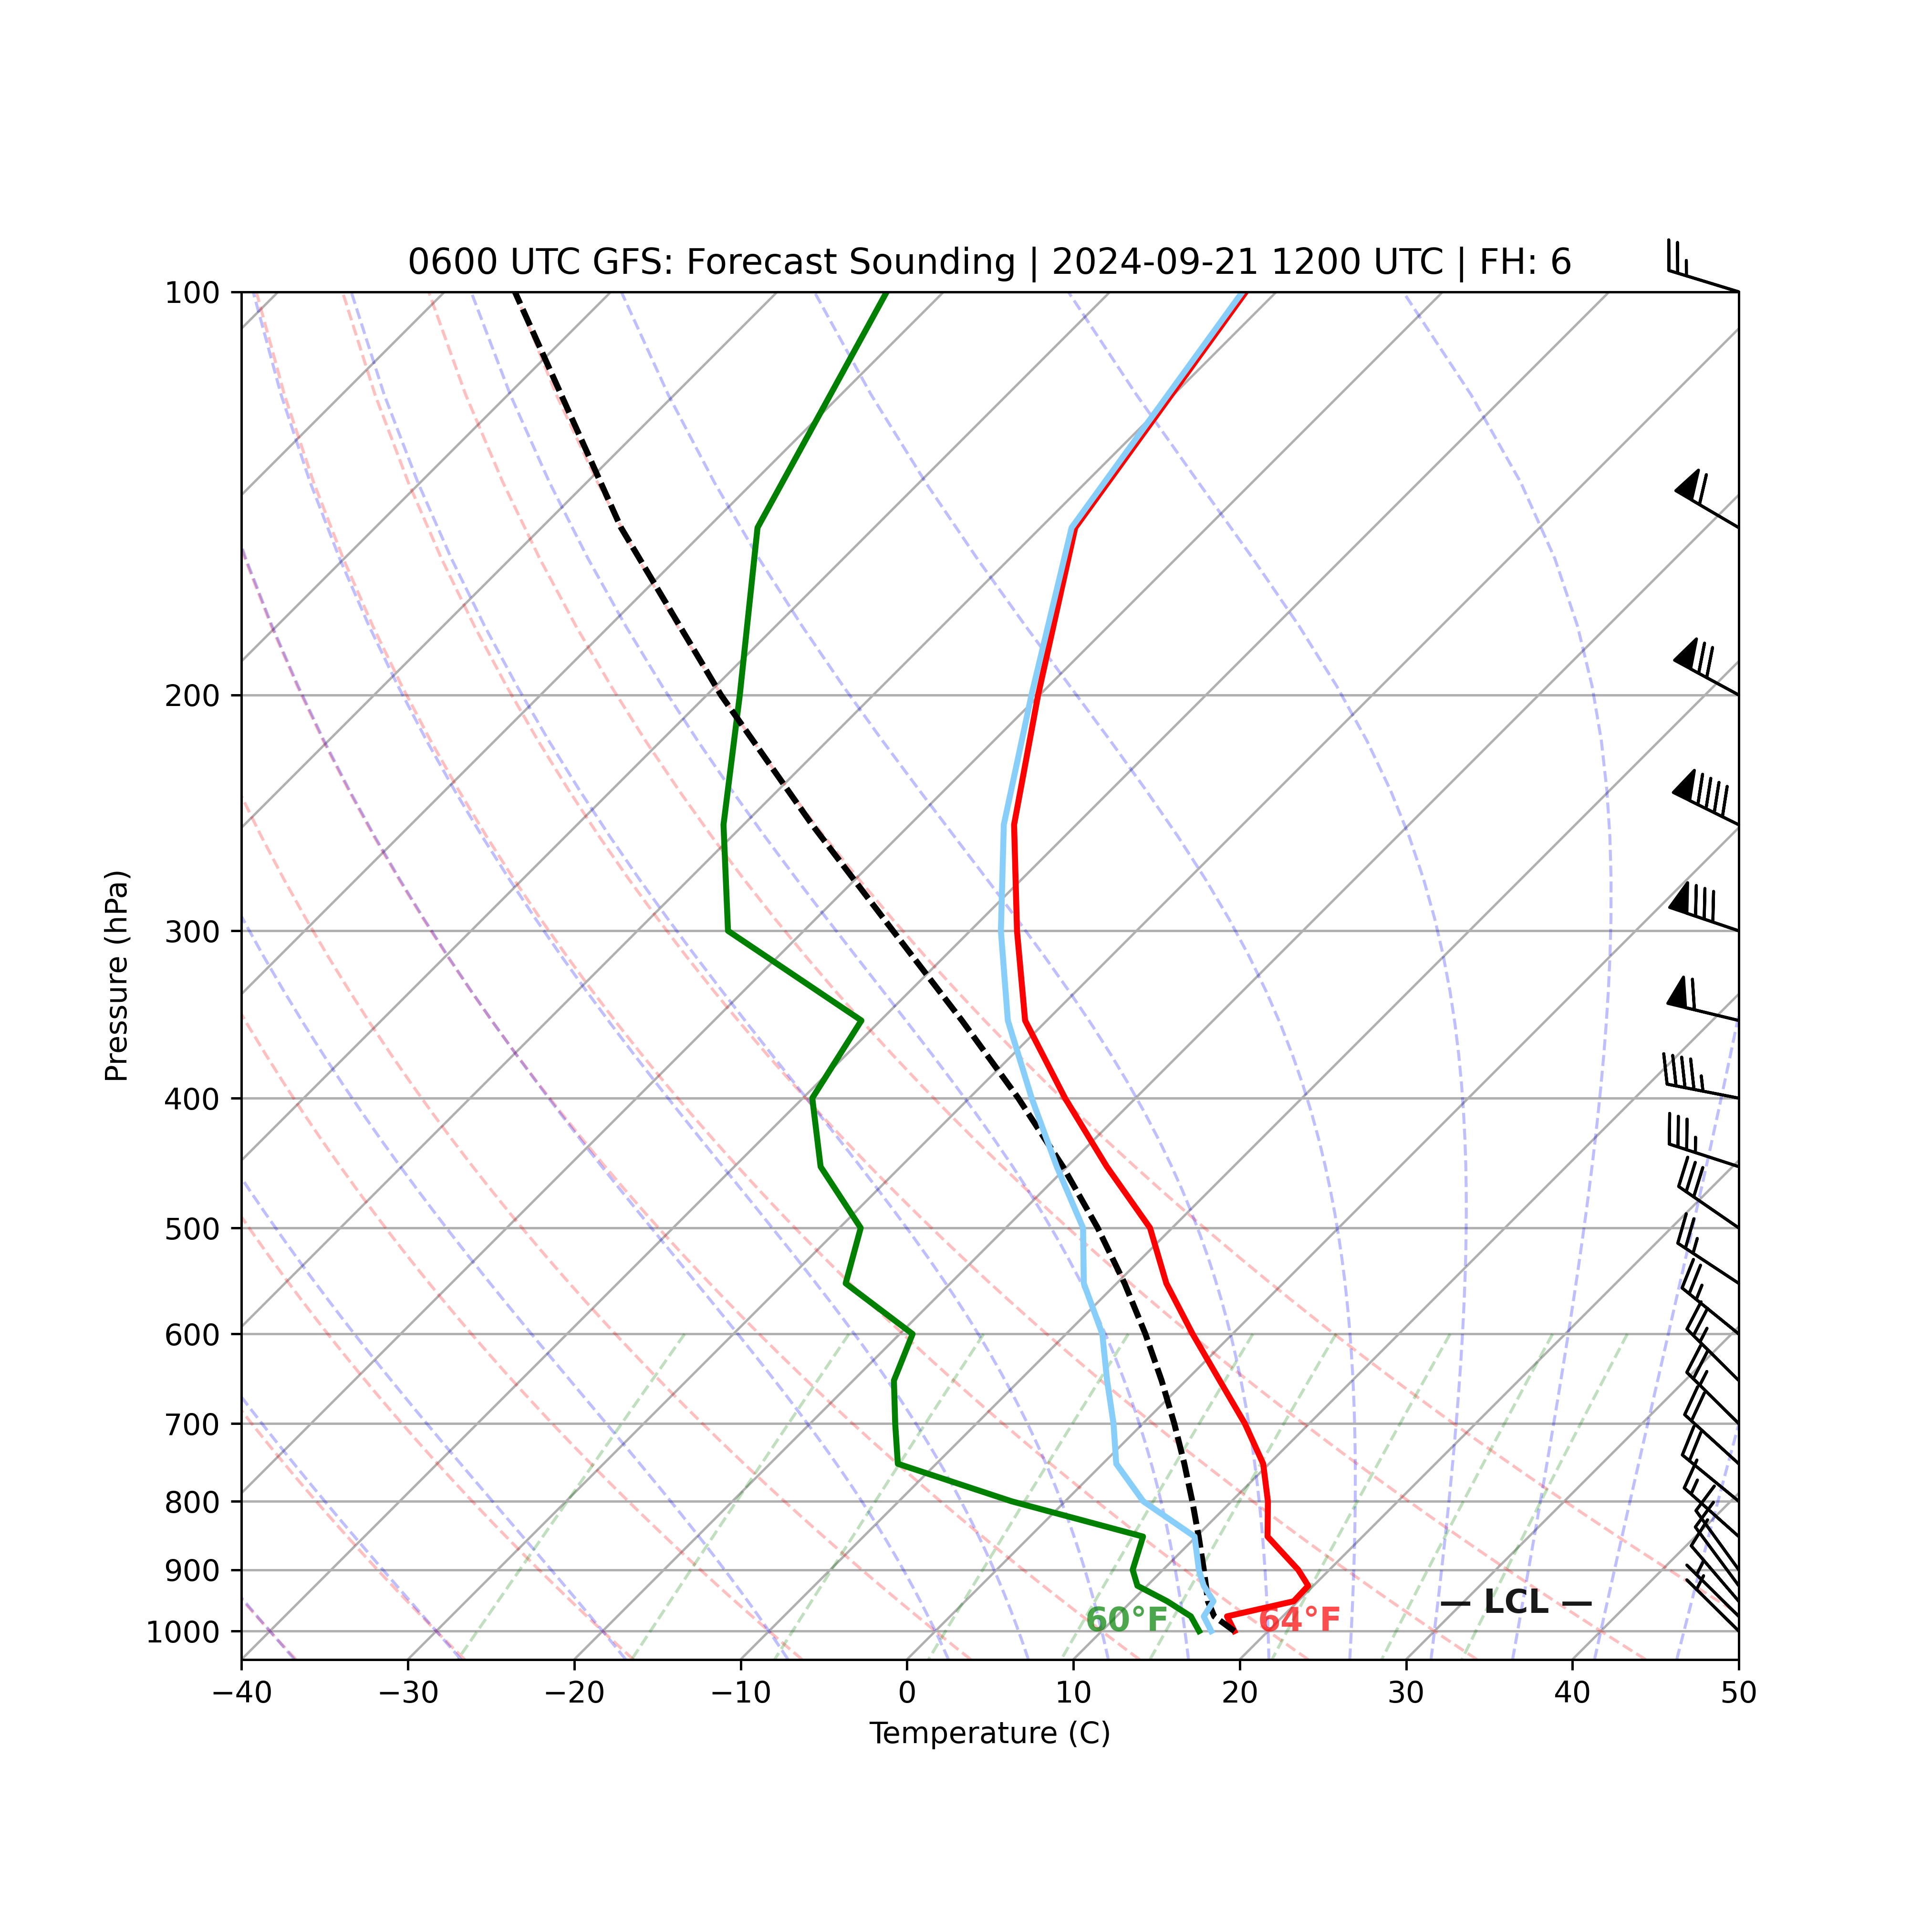 0600 UTC GFS: Forecast Sounding | 2024-09-21 1200 UTC | FH: 6
100
200
300
400
500
600
700
800
900
1000
Pressure (hPa)
60°F
64°F
— LCL —
−40 −30 −20 −10 0 10 20 30 40 50
Temperature (C)